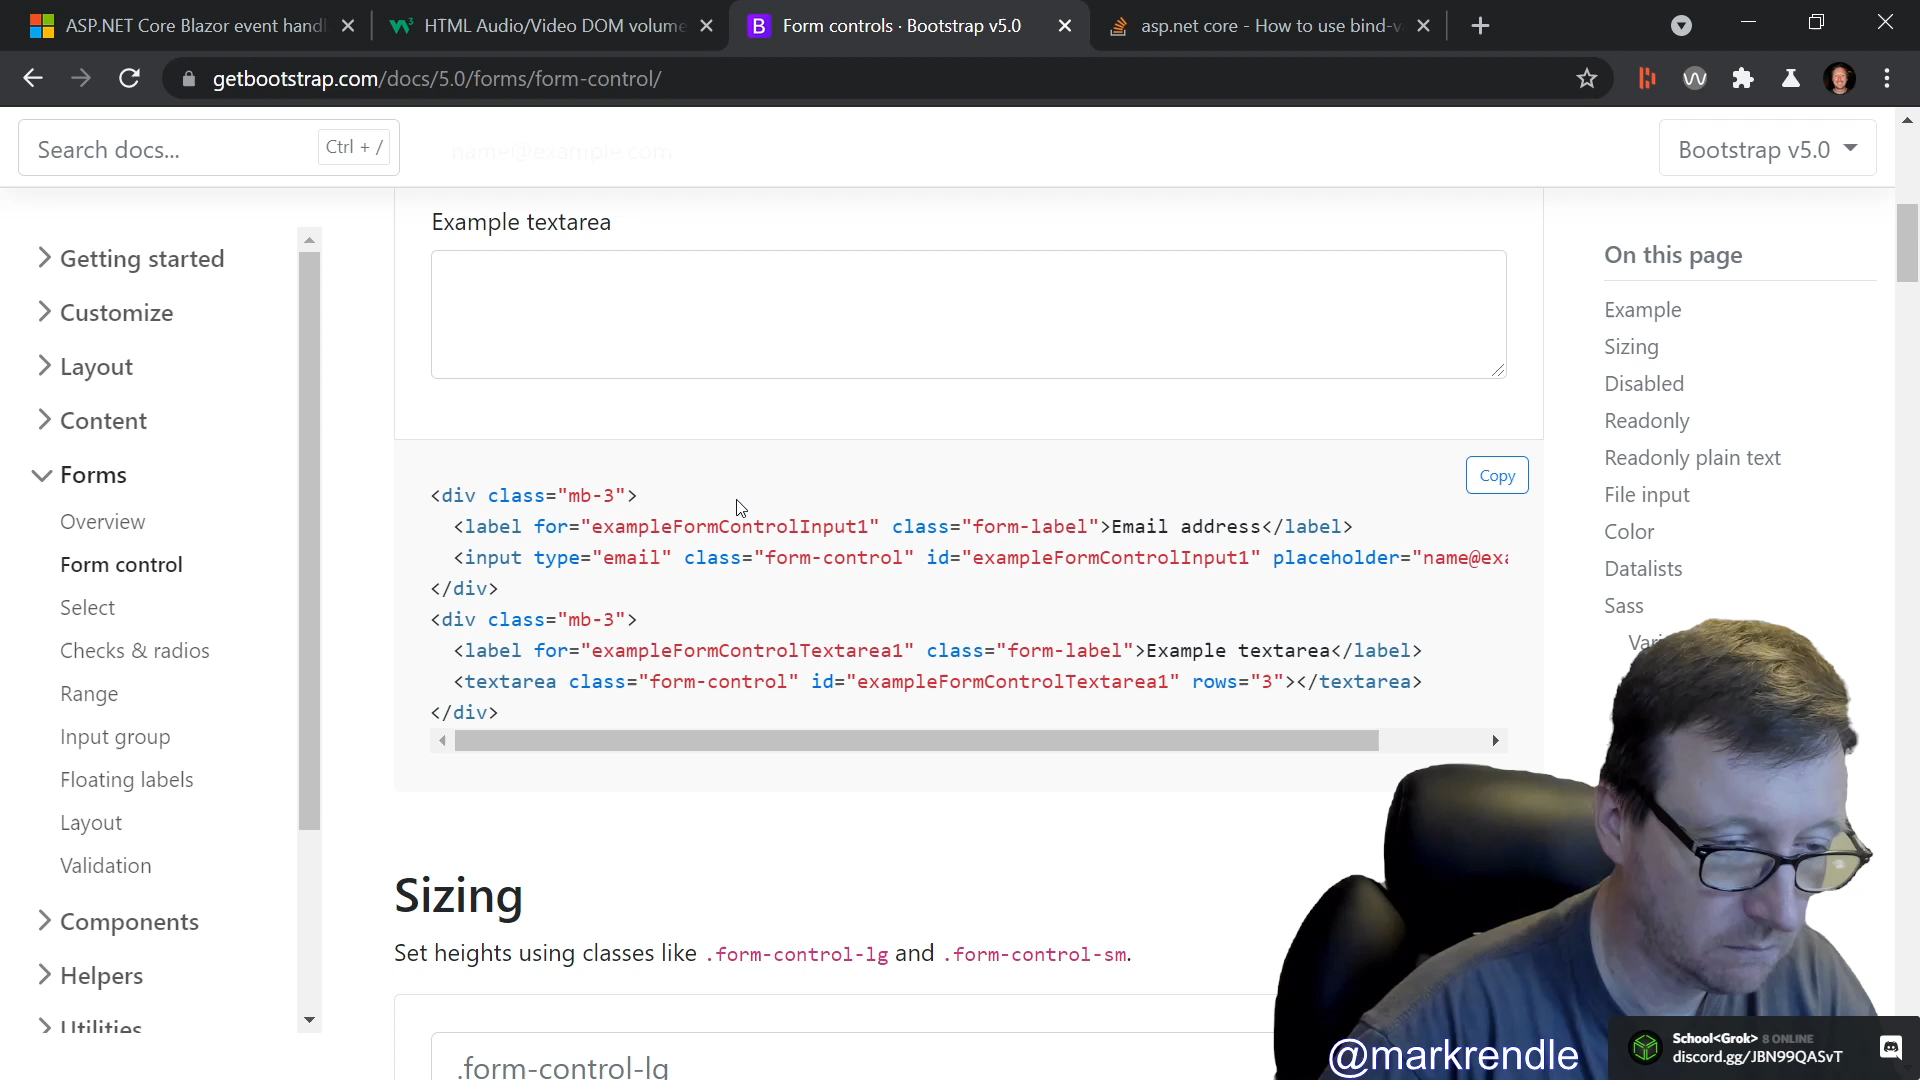 ASP.NET Core Blazor event handl
HTML Audio/Video DOM volume
Form controls · Bootstrap v5.0
asp.net core - How to use bind-v
getbootstrap.com/docs/5.0/forms/form-control/
Search docs...
Ctrl + /
name@example.com
Bootstrap v5.0
Getting started
Customize
Layout
Content
Forms
Overview
Form control
Select
Checks & radios
Range
Input group
Floating labels
Layout
Validation
Components
Helpers
Utilities
Example textarea
Copy
<div class="mb-3">
<label for="exampleFormControlInput1" class="form-label">Email address</label>
<input type="email" class="form-control" id="exampleFormControlInput1" placeholder="name@exa
</div>
<div class="mb-3">
<label for="exampleFormControlTextarea1" class="form-label">Example textarea</label>
<textarea class="form-control" id="exampleFormControlTextarea1" rows="3"></textarea>
</div>
Sizing
Set heights using classes like .form-control-lg and .form-control-sm.
.form-control-lg
On this page
Example
Sizing
Disabled
Readonly
Readonly plain text
File input
Color
Datalists
Sass
@markrendle
School<Grok> 8 ONLINE
discord.gg/JBN99QASvT